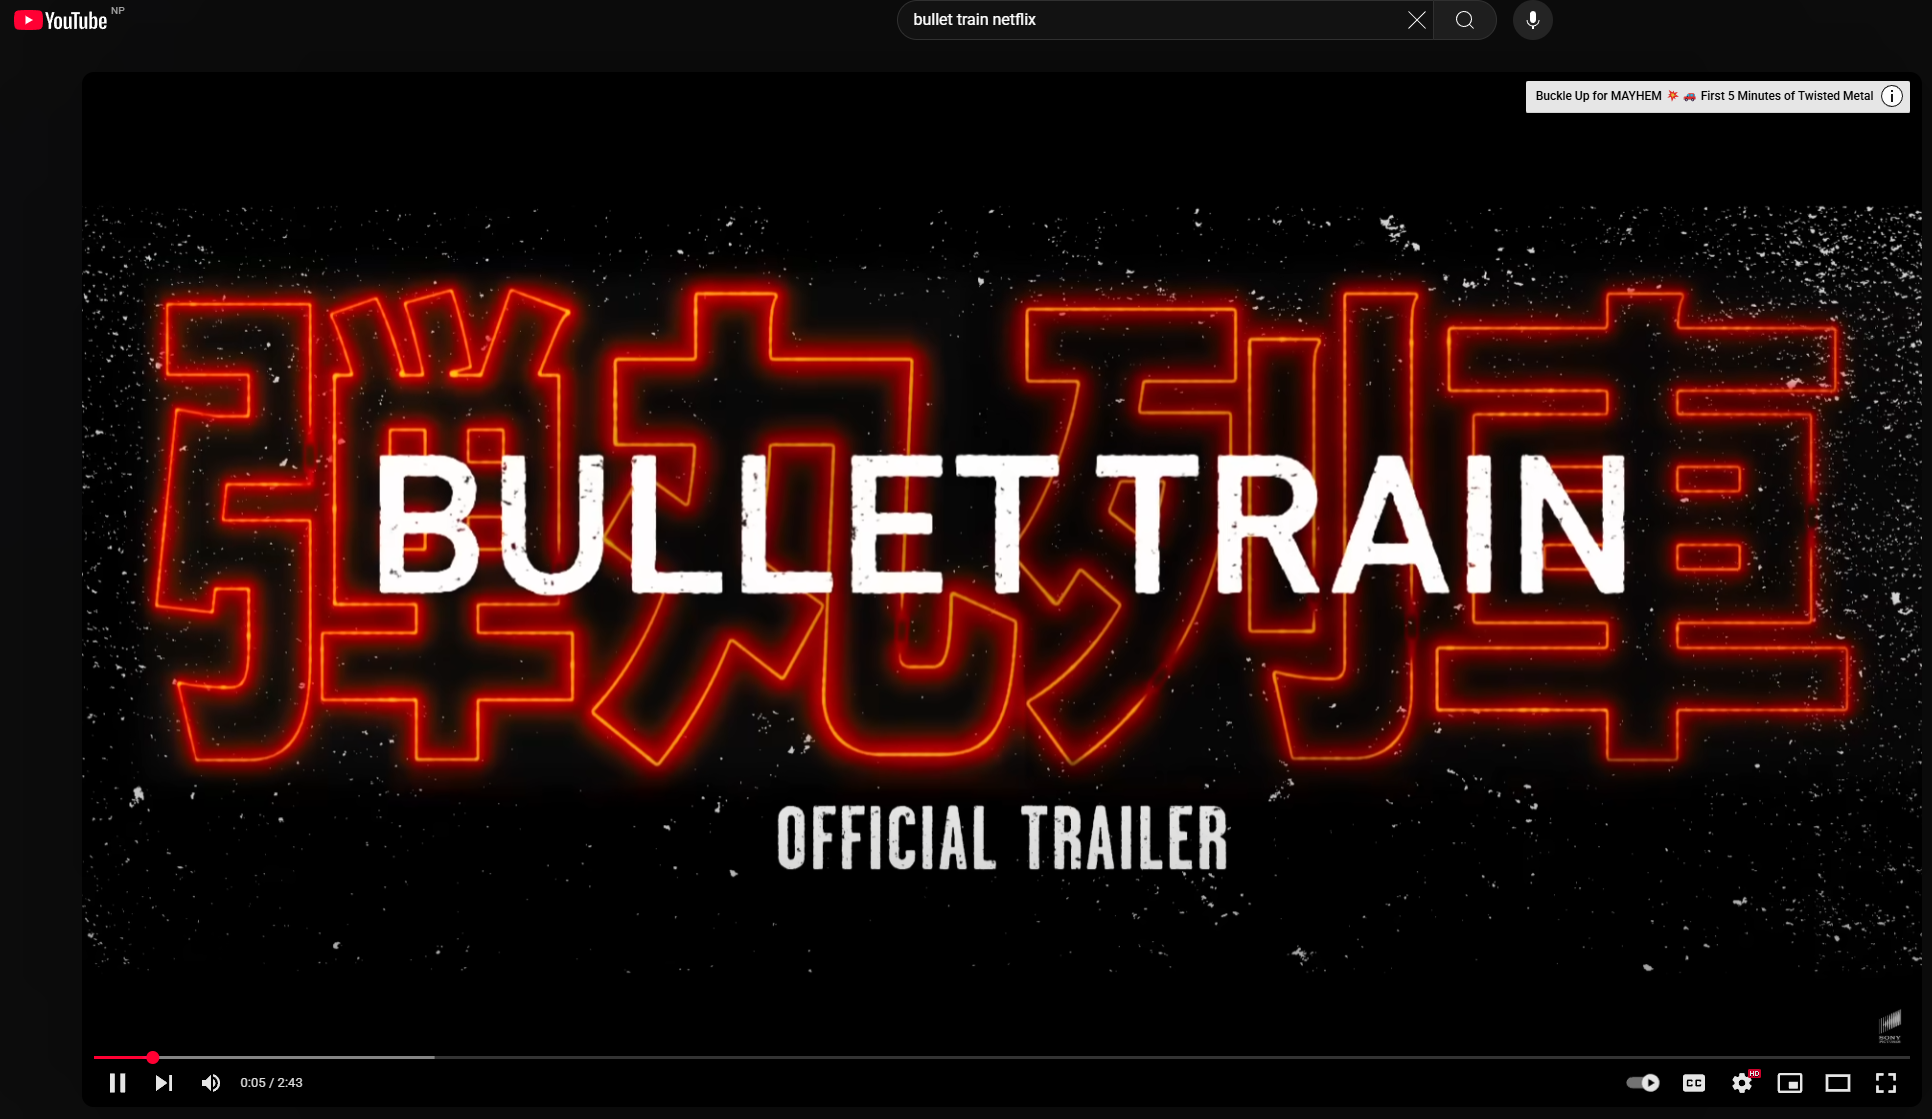 YouTube NP
bullet train netflix
Buckle Up for MAYHEM 💥 🚗 First 5 Minutes of Twisted Metal
弾丸列車
BULLET TRAIN
OFFICIAL TRAILER
SONY
PICTURES
0:05 / 2:43
CC
HD